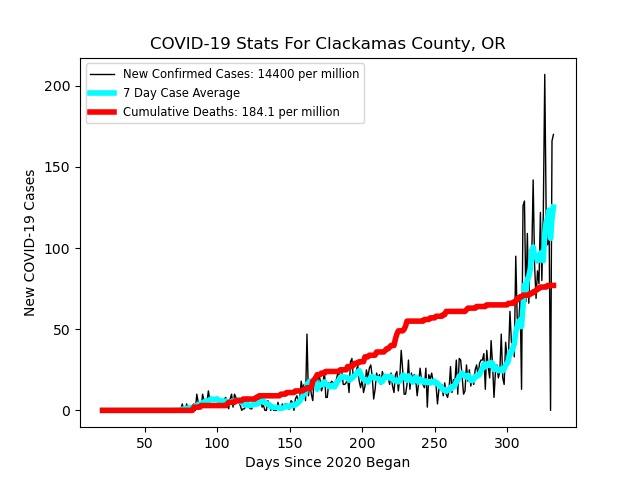 COVID-19 Stats For Clackamas County, OR
New Confirmed Cases: 14400 per million
7 Day Case Average
Cumulative Deaths: 184.1 per million
New COVID-19 Cases
200
150
100
50
0
50 100 150 200 250 300
Days Since 2020 Began